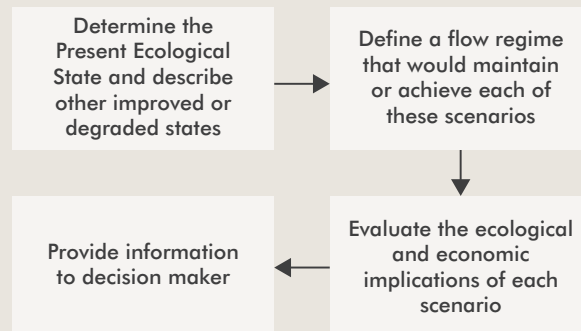 Determine the
Present Ecological
State and describe
other improved or
degraded states
Define a flow regime
that would maintain
or achieve each of
these scenarios
Evaluate the ecological
and economic
implications of each
scenario
Provide information
to decision maker